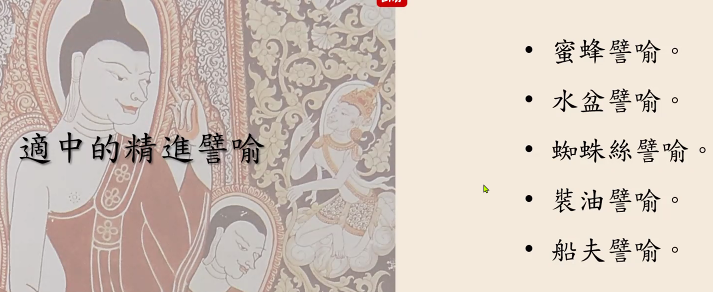 適中的精進譬喻
• 蜜蜂譬喻。
• 水盆譬喻。
• 蜘蛛絲譬喻。
• 裝油譬喻。
• 船夫譬喻。